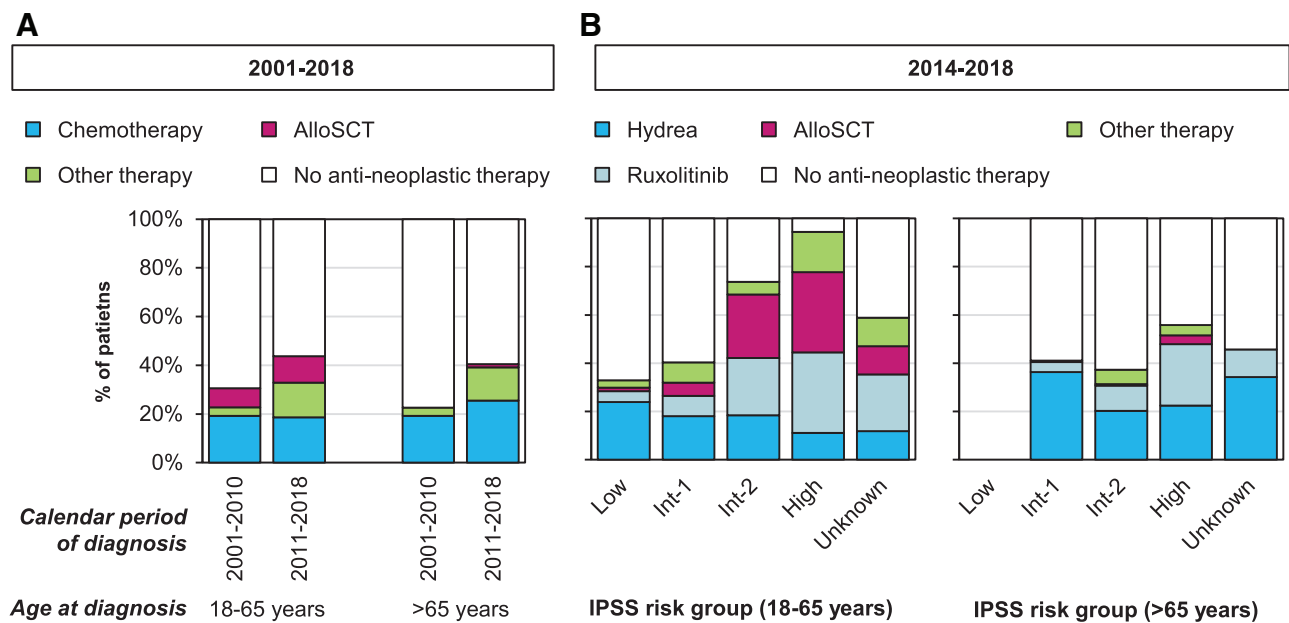 A
2001-2018
Chemotherapy
AlloSCT
Other therapy
No anti-neoplastic therapy
% of patietns
100%
80%
60%
40%
20%
0%
2001-2010
2011-2018
2001-2010
2011-2018
Calendar period
of diagnosis
Age at diagnosis
18-65 years
>65 years
B
2014-2018
Hydrea
AlloSCT
Other therapy
Ruxolitinib
No anti-neoplastic therapy
Low
Int-1
Int-2
High
Unknown
IPSS risk group (18-65 years)
Low
Int-1
Int-2
High
Unknown
IPSS risk group (>65 years)